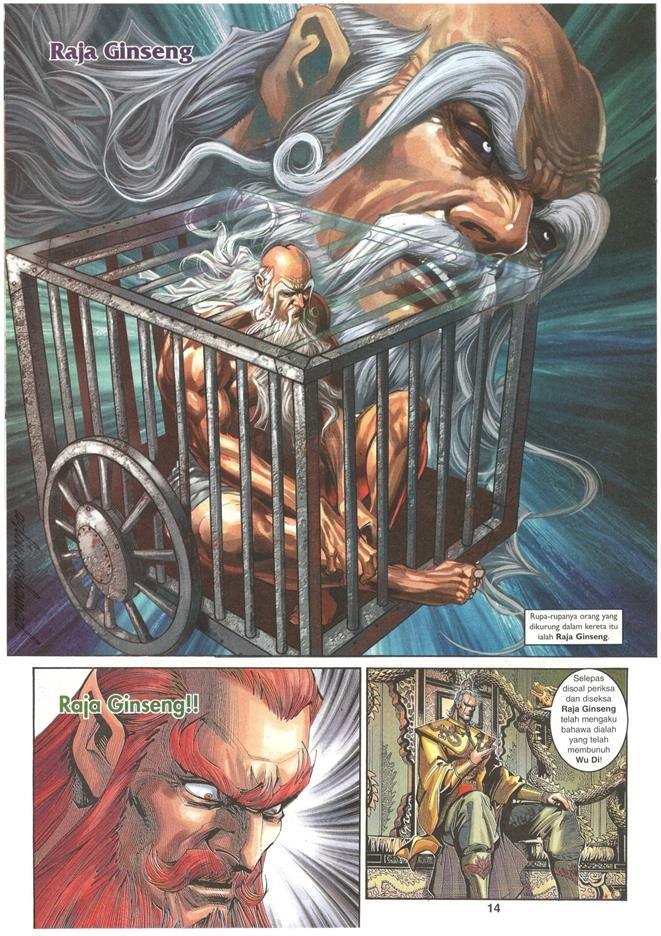 Raja Ginseng
Rupa-rupanya orang yang
dikurung dalam kereta itu
ialah Raja Ginseng.
Raja Ginseng!!
Selepas
disoal periksa
dan diseksa
Raja Ginseng
telah mengaku
bahawa dialah
yang telah
membunuh
Wu Di!
14